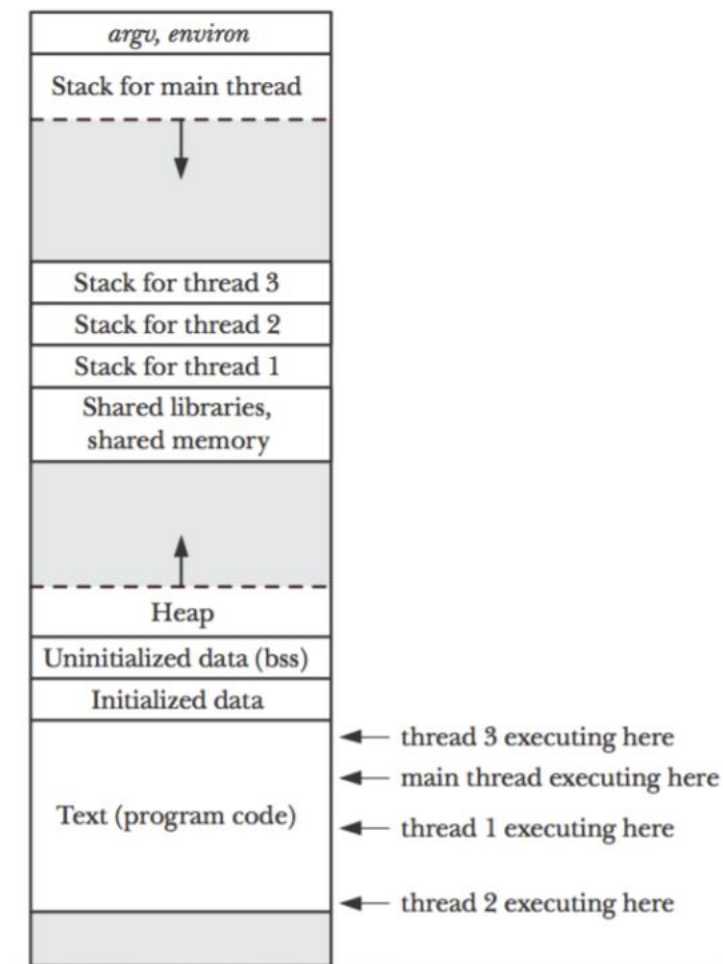 argv, environ
Stack for main thread
Stack for thread 3
Stack for thread 2
Stack for thread 1
Shared libraries,
shared memory
Heap
Uninitialized data (bss)
Initialized data
Text (program code)
thread 3 executing here
main thread executing here
thread 1 executing here
thread 2 executing here